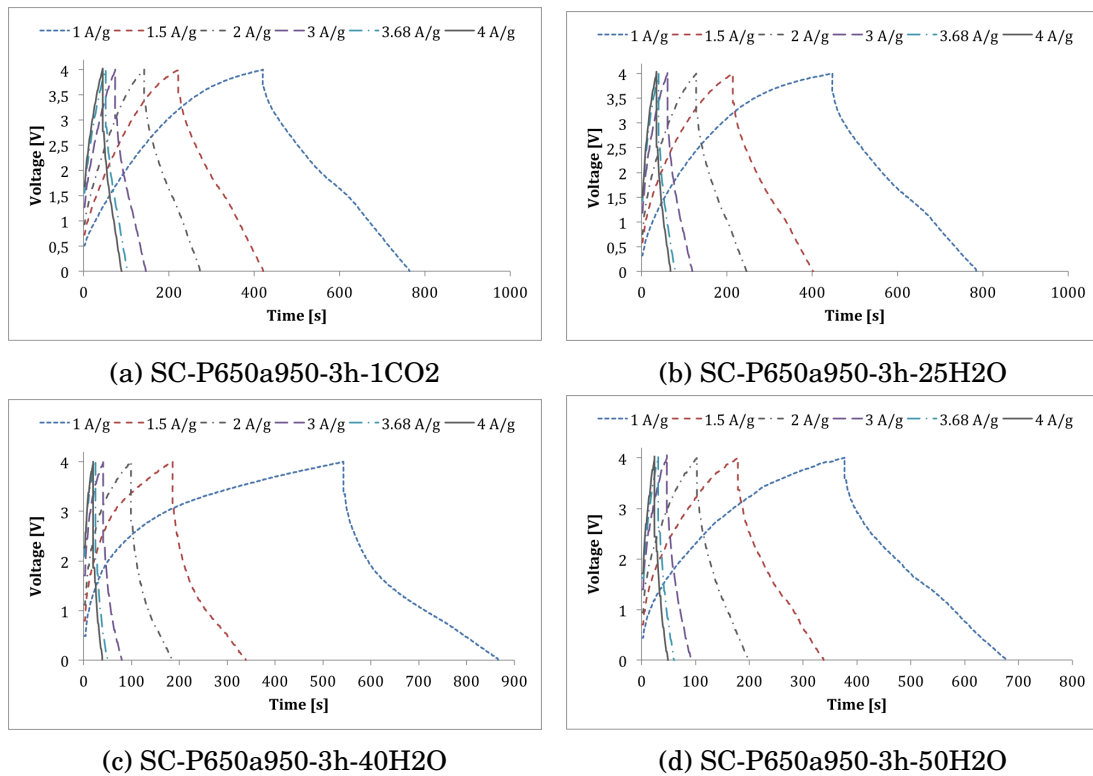 1 A/g 1.5 A/g 2 A/g 3 A/g 3.68 A/g 4 A/g
Voltage [V]
4
3,5
3
2,5
2
1,5
1
0,5
0
0 200 400 600 800 1000
Time [s]
(a) SC-P650a950-3h-1CO2
1 A/g 1.5 A/g 2 A/g 3 A/g 3.68 A/g 4 A/g
Voltage [V]
4
3,5
3
2,5
2
1,5
1
0,5
0
0 200 400 600 800 1000
Time [s]
(b) SC-P650a950-3h-25H2O
1 A/g 1.5 A/g 2 A/g 3 A/g 3.68 A/g 4 A/g
Voltage [V]
4
3
2
1
0
0 100 200 300 400 500 600 700 800 900
Time [s]
(c) SC-P650a950-3h-40H2O
1 A/g 1.5 A/g 2 A/g 3 A/g 3.68 A/g 4 A/g
Voltage [V]
4
3
2
1
0
0 100 200 300 400 500 600 700 800
Time [s]
(d) SC-P650a950-3h-50H2O